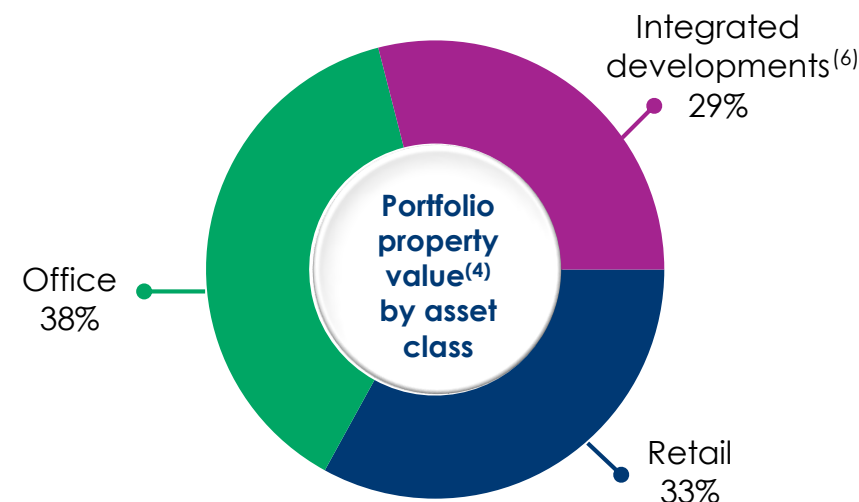 Integrated
developments(6)
29%
Portfolio
property
value(4)
by asset
class
Office
38%
Retail
33%